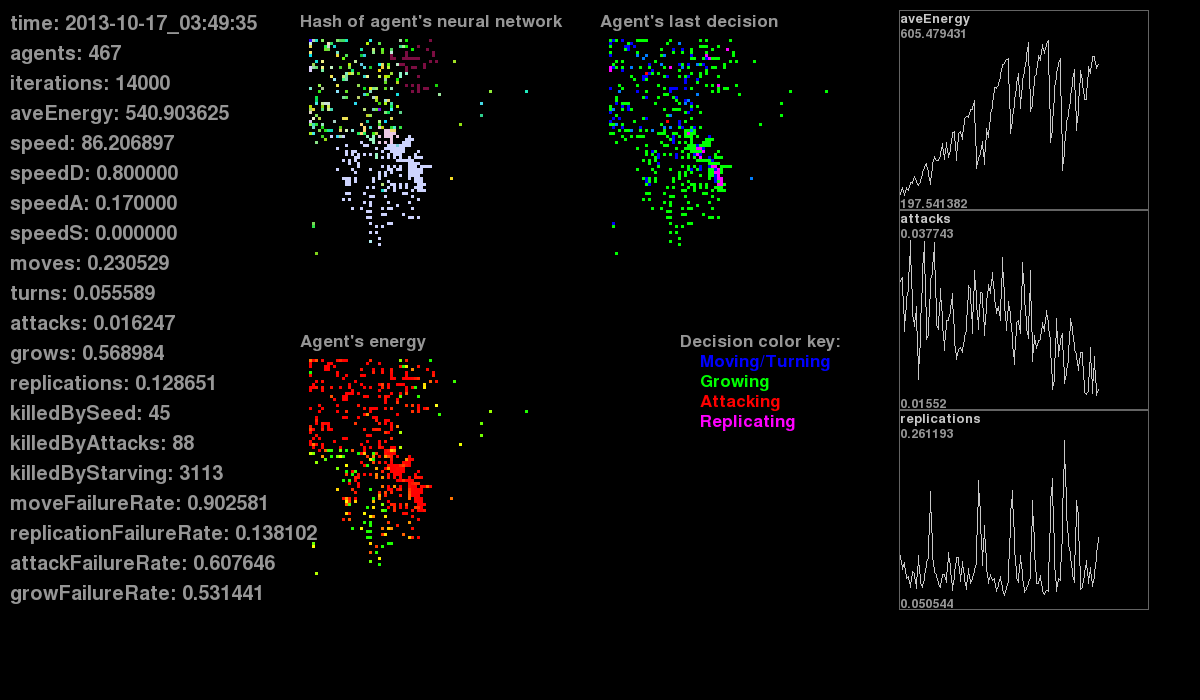 time: 2013-10-17_03:49:35
agents: 467
iterations: 14000
aveEnergy: 540.903625
speed: 86.206897
speedD: 0.800000
speedA: 0.170000
speedS: 0.000000
moves: 0.230529
turns: 0.055589
attacks: 0.016247
grows: 0.568984
replications: 0.128651
killedBySeed: 45
killedByAttacks: 88
killedByStarving: 3113
moveFailureRate: 0.902581
replicationFailureRate: 0.138102
attackFailureRate: 0.607646
growFailureRate: 0.531441
Hash of agent's neural network
Agent's last decision
Agent's energy
Decision color key:
Moving/Turning
Growing
Attacking
Replicating
aveEnergy
605.479431
197.541382
attacks
0.037743
0.01552
replications
0.261193
0.050544